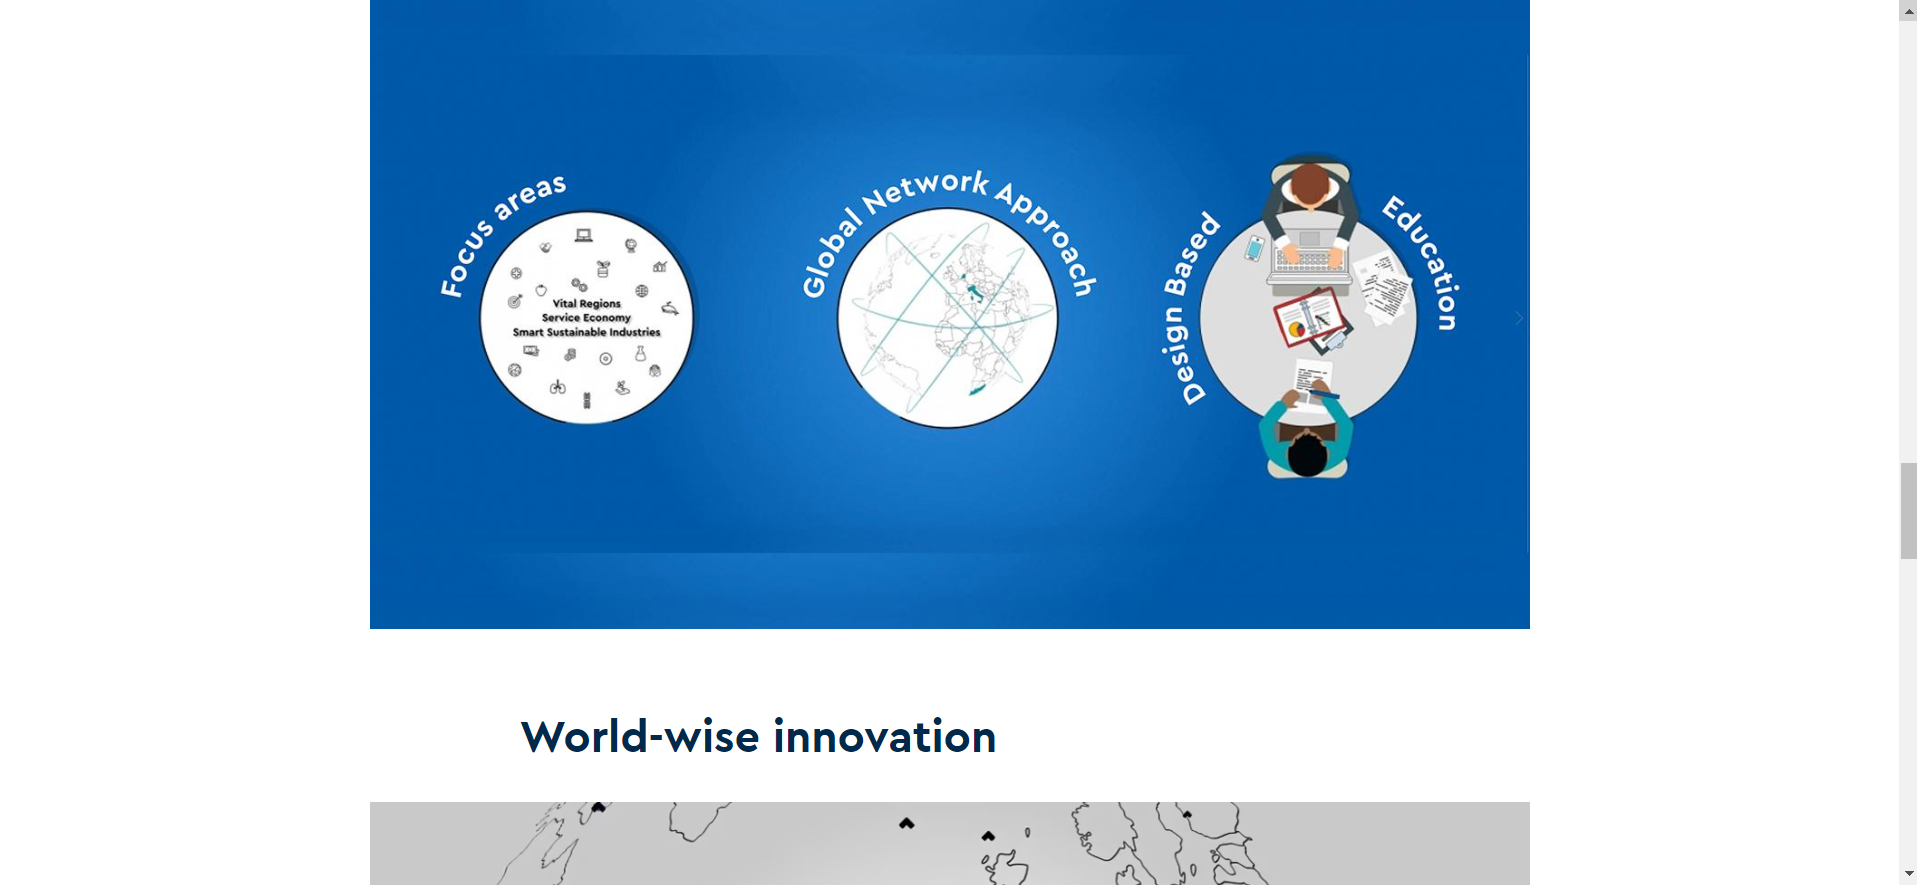 Focus areas
Vital Regions
Service Economy
Smart Sustainable Industries
Global Network Approach
Design Based Education
World-wise innovation